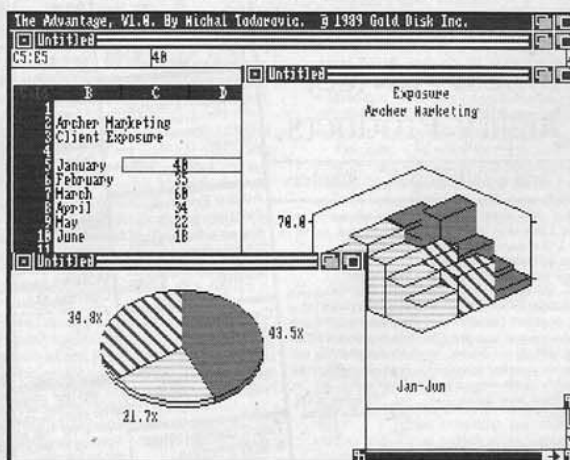 The Advantage, V1.0. By Michal Todorovic. © 1989 Gold Disk Inc.
Untitled
C5:E5 40
Untitled
B C D
1
2 Archer Marketing
3 Client Exposure
4
5 January 40
6 February 35
7 March 60
8 April 94
9 May 22
10 June 18
11
Exposure
Archer Marketing
70.0
Jan-Jun
Untitled
34.8%
43.5%
21.7%